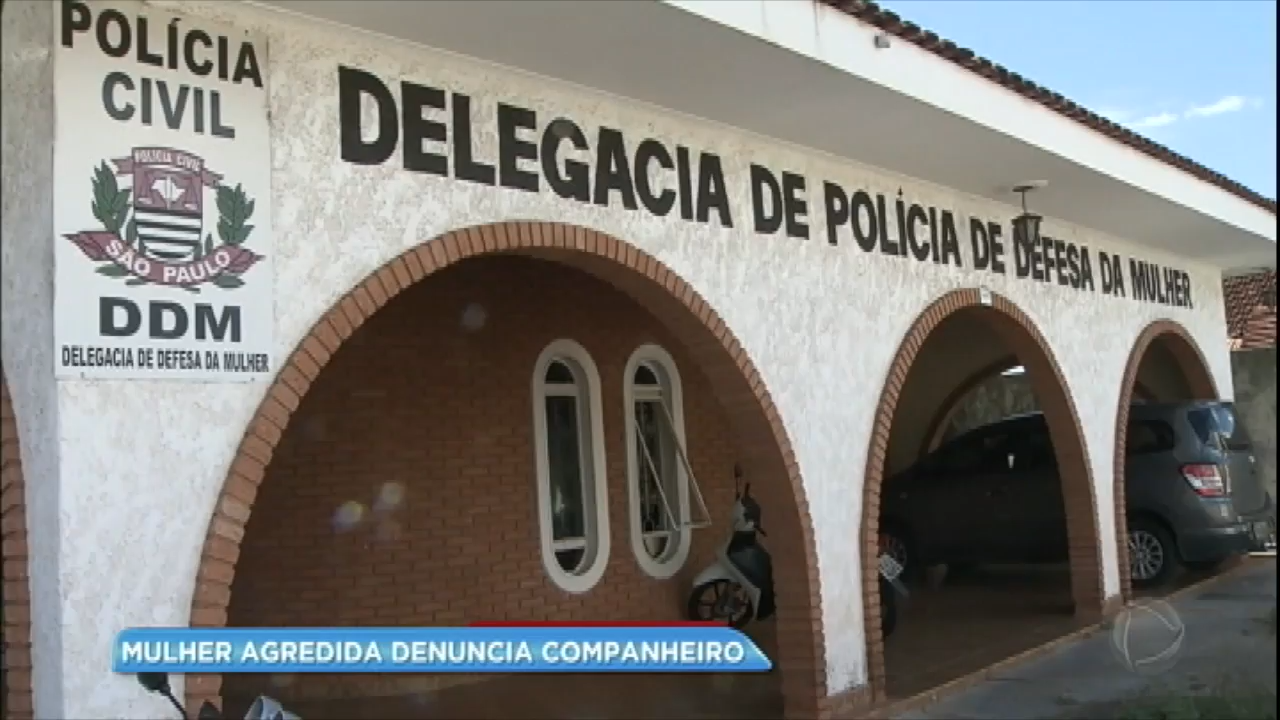 POLÍCIA
CIVIL
POLÍCIA CIVIL
SÃO PAULO
DDM
DELEGACIA DE DEFESA DA MULHER
DELEGACIA DE POLÍCIA DE DEFESA DA MULHER
MULHER AGREDIDA DENUNCIA COMPANHEIRO